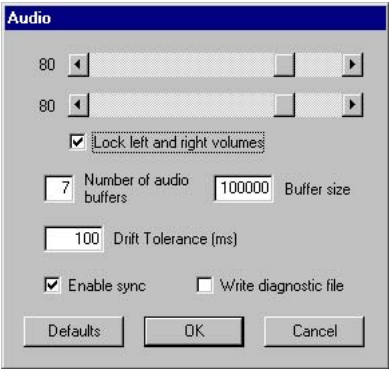 Audio
80
80
Lock left and right volumes
7 Number of audio buffers 100000 Buffer size
100 Drift Tolerance (ms)
Enable sync Write diagnostic file
Defaults OK Cancel